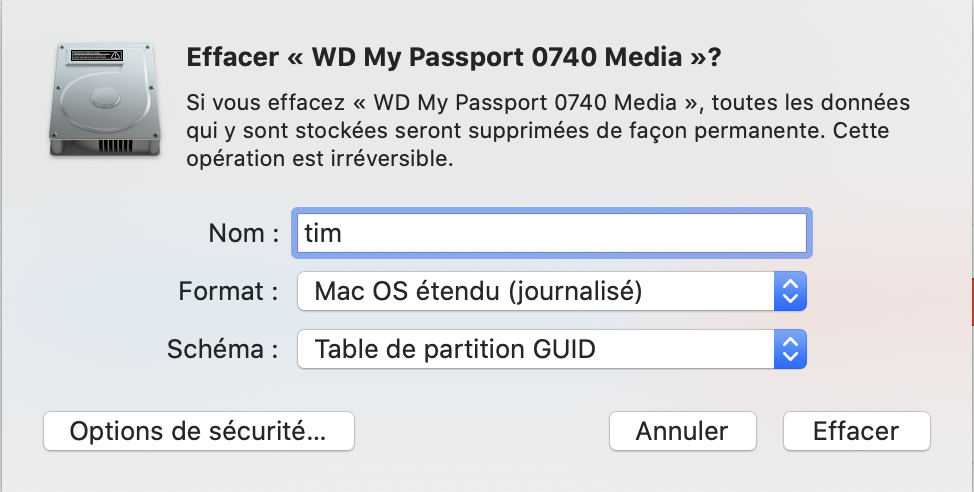 Effacer « WD My Passport 0740 Media »?
Si vous effacez « WD My Passport 0740 Media », toutes les données
qui y sont stockées seront supprimées de façon permanente. Cette
opération est irréversible.
Nom : tim
Format : Mac OS étendu (journalisé)
Schéma : Table de partition GUID
Options de sécurité... Annuler Effacer